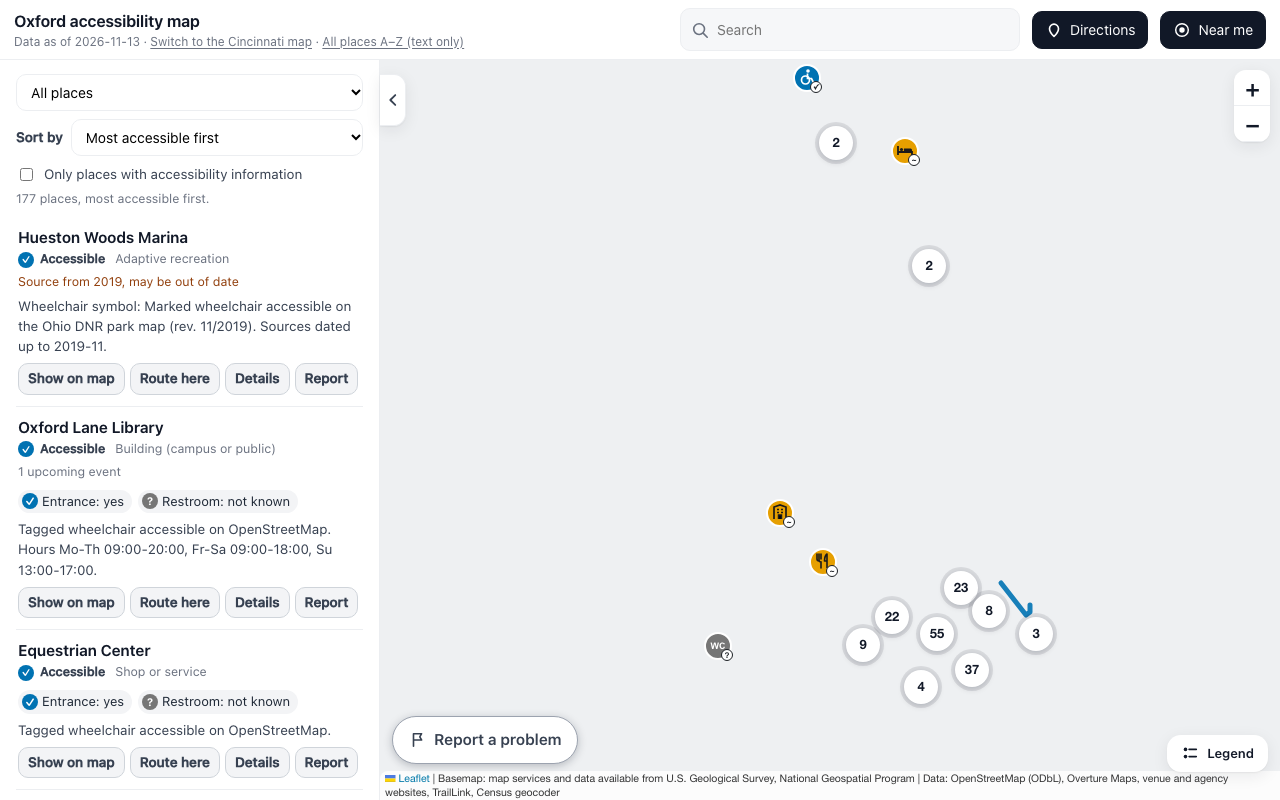 Oxford accessibility map
Data as of 2026-11-13 · Switch to the Cincinnati map · All places A–Z (text only)
Search
Directions
Near me
All places
Sort by
Most accessible first
Only places with accessibility information
177 places, most accessible first.
Hueston Woods Marina
Accessible Adaptive recreation
Source from 2019, may be out of date
Wheelchair symbol: Marked wheelchair accessible on
the Ohio DNR park map (rev. 11/2019). Sources dated
up to 2019-11.
Show on map Route here Details Report
Oxford Lane Library
Accessible Building (campus or public)
1 upcoming event
Entrance: yes ? Restroom: not known
Tagged wheelchair accessible on OpenStreetMap.
Hours Mo-Th 09:00-20:00, Fr-Sa 09:00-18:00, Su
13:00-17:00.
Show on map Route here Details Report
Equestrian Center
Accessible Shop or service
Entrance: yes ? Restroom: not known
Tagged wheelchair accessible on OpenStreetMap.
Show on map Route here Details Report
2
2
23
8
22
55
3
9
WC
?
37
4
+
−
Report a problem
Legend
Leaflet | Basemap: map services and data available from U.S. Geological Survey, National Geospatial Program | Data: OpenStreetMap (ODbL), Overture Maps, venue and agency
websites, TrailLink, Census geocoder